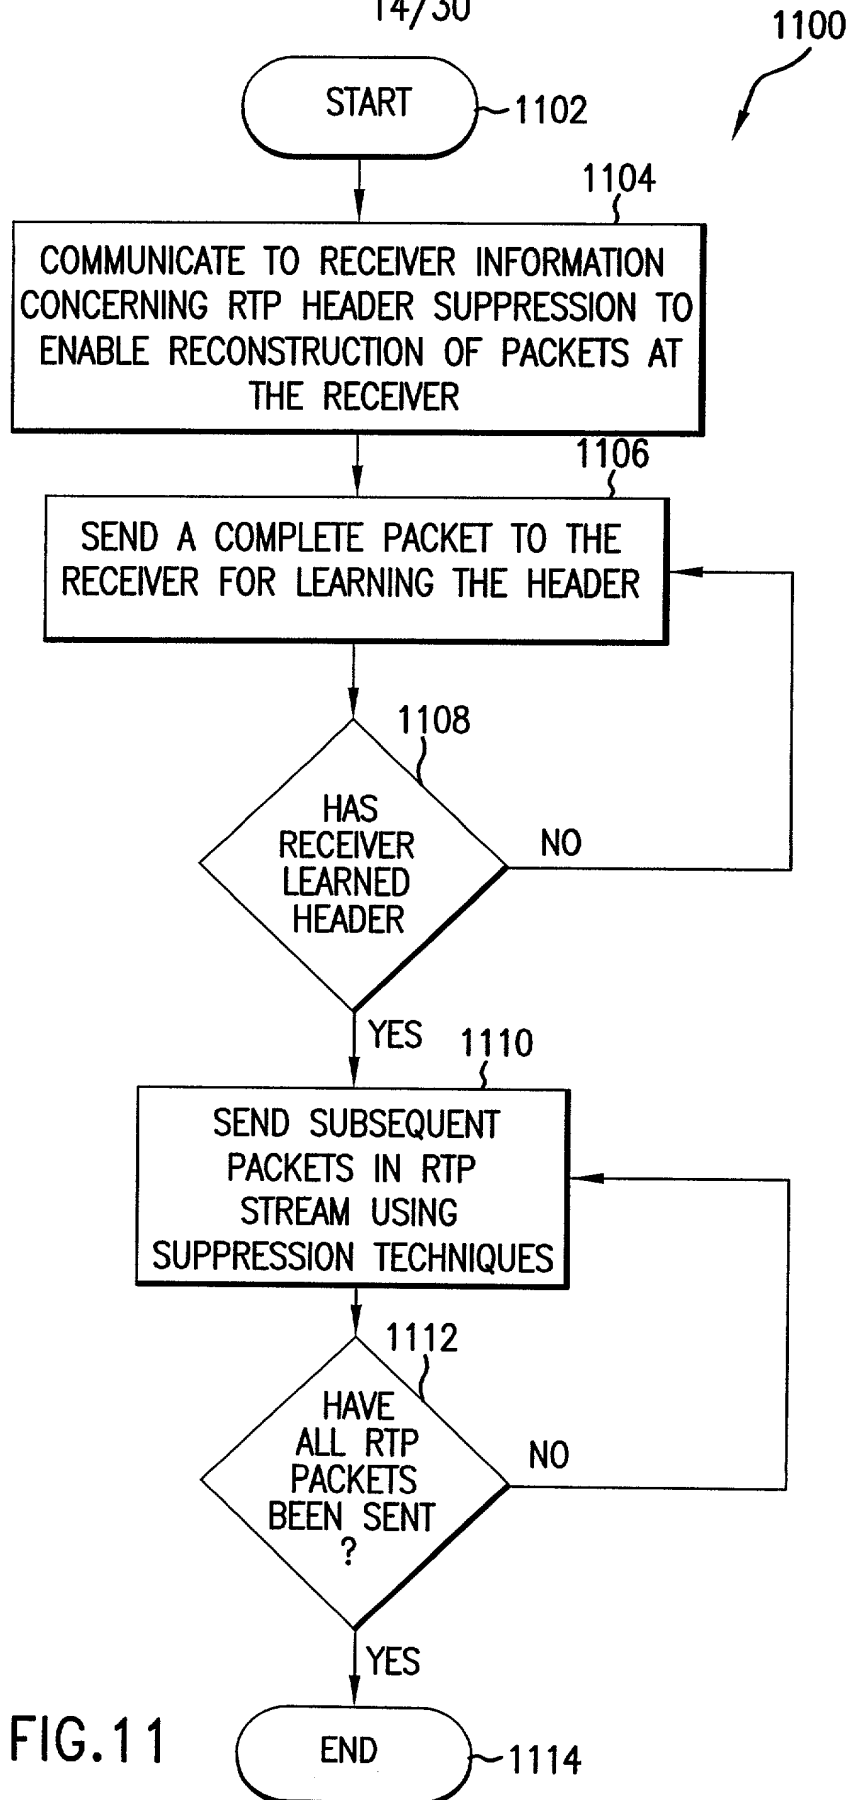 14/30
1100
START
1102
1104
COMMUNICATE TO RECEIVER INFORMATION
CONCERNING RTP HEADER SUPPRESSION TO
ENABLE RECONSTRUCTION OF PACKETS AT
THE RECEIVER
1106
SEND A COMPLETE PACKET TO THE
RECEIVER FOR LEARNING THE HEADER
1108
HAS
RECEIVER
LEARNED
HEADER
NO
YES
1110
SEND SUBSEQUENT
PACKETS IN RTP
STREAM USING
SUPPRESSION TECHNIQUES
1112
HAVE
ALL RTP
PACKETS
BEEN SENT
?
NO
YES
FIG.11
END
1114